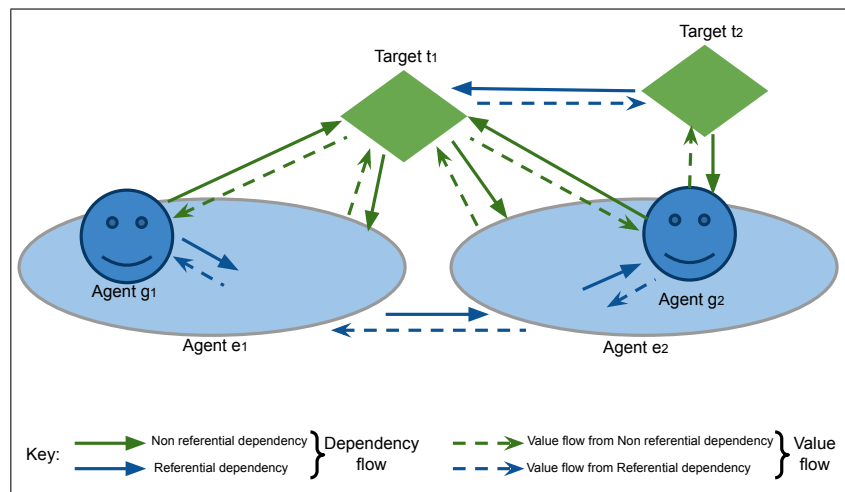 Target t2
Target t1
Agent g1
Agent g2
Agent e1
Agent e2
Key:
Non referential dependency
Referential dependency
Dependency
flow
Value flow from Non referential dependency
Value flow from Referential dependency
Value
flow